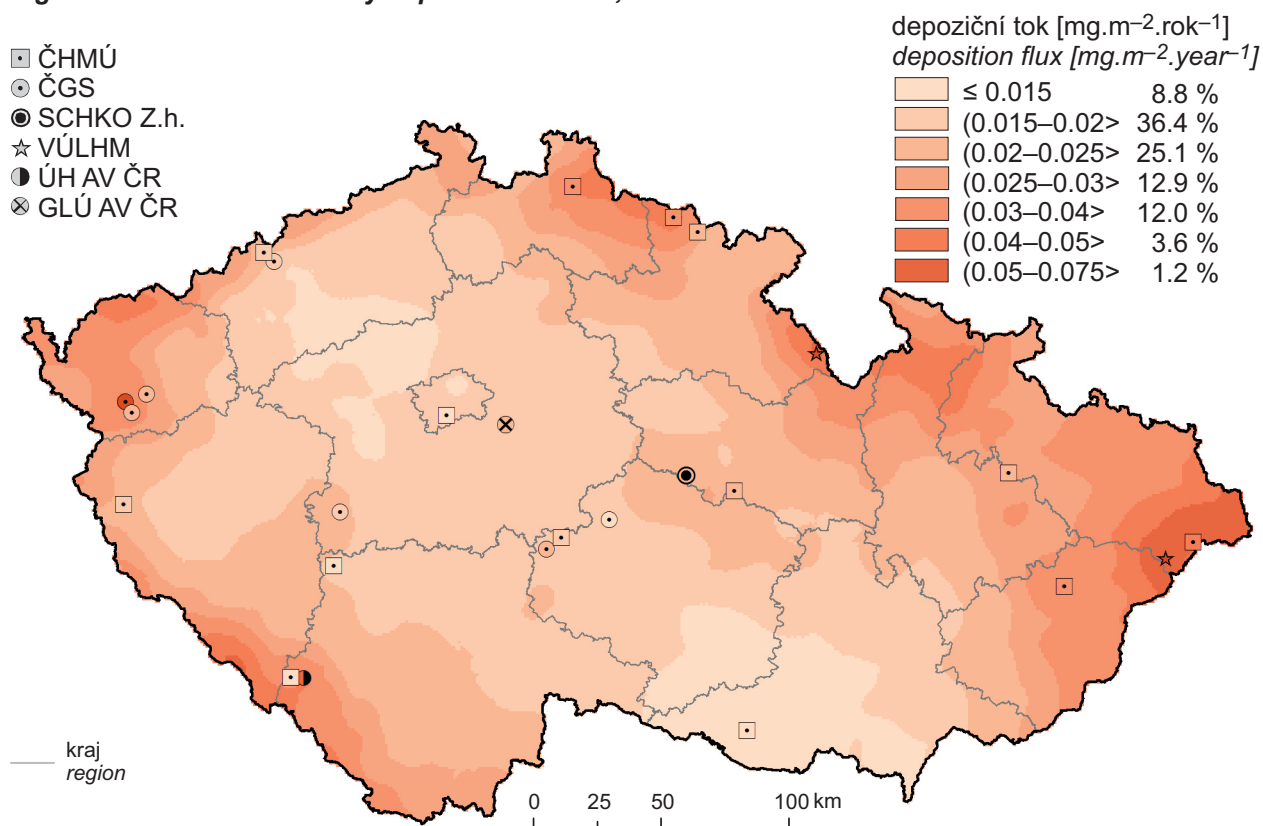 ČHMÚ
ČGS
SCHKO Z.h.
VÚLHM
ÚH AV ČR
GLÚ AV ČR
depoziční tok [mg.m–2.rok–1]
deposition flux [mg.m–2.year–1]
≤ 0.015 8.8 %
(0.015–0.02> 36.4 %
(0.02–0.025> 25.1 %
(0.025–0.03> 12.9 %
(0.03–0.04> 12.0 %
(0.04–0.05> 3.6 %
(0.05–0.075> 1.2 %
kraj
region
0 25 50 100 km